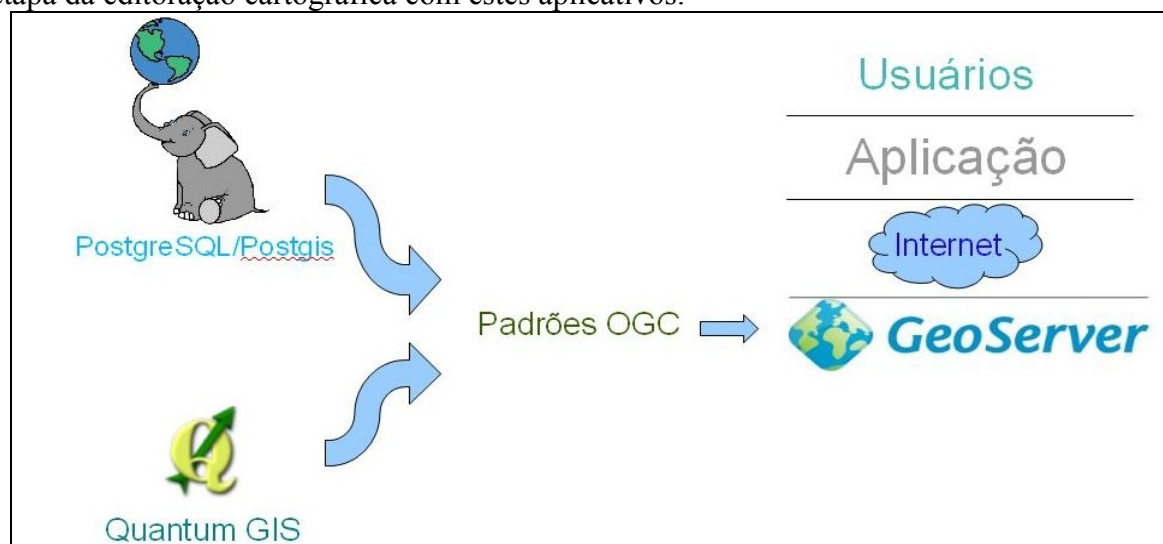 etapa da editoração cartográfica com estes aplicativos.
PostgreSQL/Postgis
Quantum GIS
Padrões OGC
Usuários
Aplicação
Internet
GeoServer